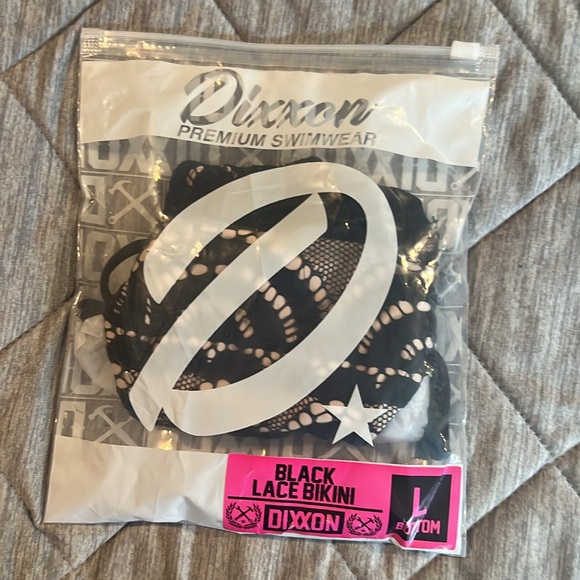 Dixxon
PREMIUM SWIMWEAR
BLACK
LACE BIKINI
DIXXON
L
BOTTOM